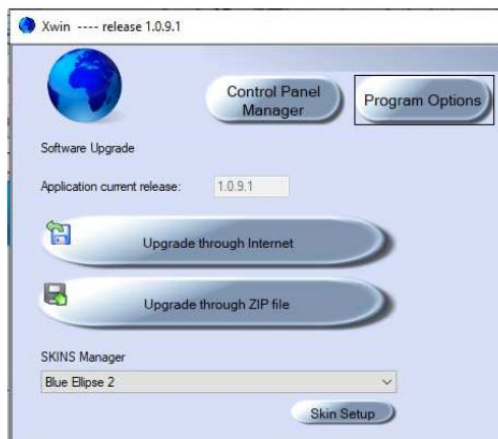 Xwin ---- release 1.0.9.1
Control Panel
Manager
Program Options
Software Upgrade
Application current release: 1.0.9.1
Upgrade through Internet
Upgrade through ZIP file
SKINS Manager
Blue Ellipse 2
Skin Setup